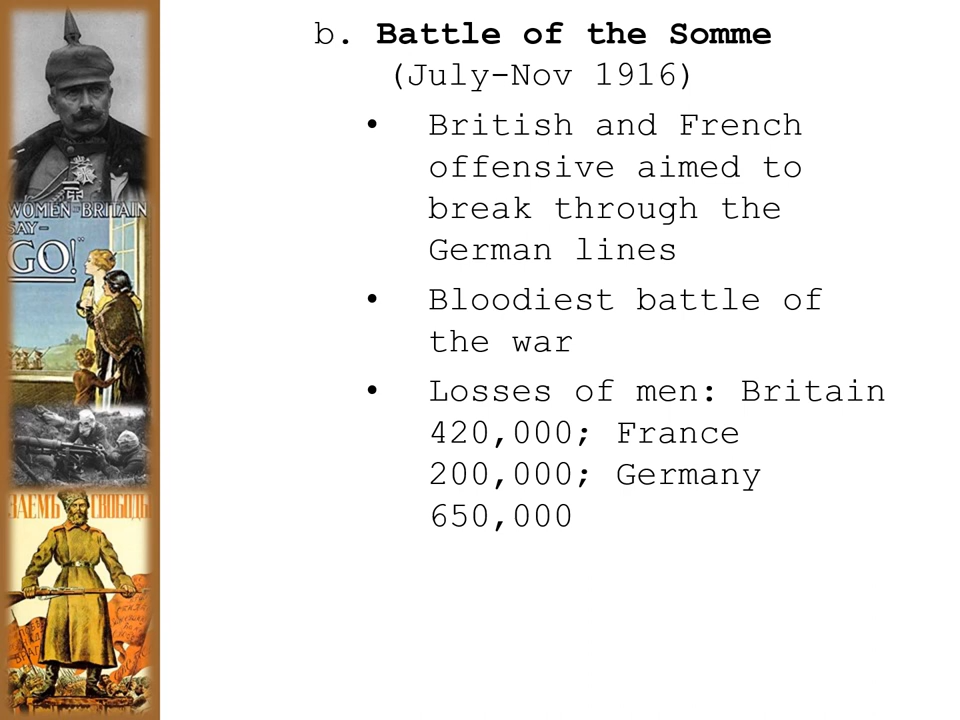 b. Battle of the Somme
(July-Nov 1916)
• British and French
offensive aimed to
break through the
German lines
• Bloodiest battle of
the war
• Losses of men: Britain
420,000; France
200,000; Germany
650,000
WOMEN OF BRITAIN
SAY-
"GO!"
ЗАЕМЪ СВОБОДЫ